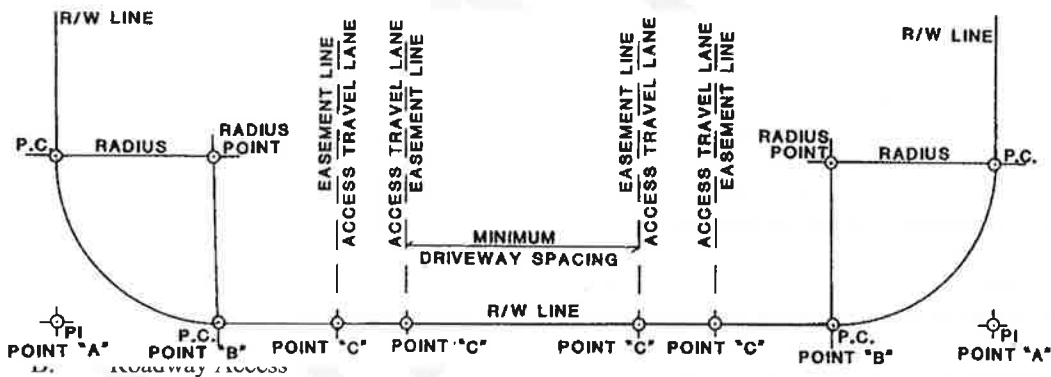 R/W LINE
R/W LINE
EASEMENT LINE
ACCESS TRAVEL LANE
ACCESS TRAVEL LANE
EASEMENT LINE
EASEMENT LINE
ACCESS TRAVEL LANE
ACCESS TRAVEL LANE
EASEMENT LINE
P.C.
RADIUS
RADIUS
POINT
RADIUS
POINT
RADIUS
P.C.
MINIMUM
DRIVEWAY SPACING
R/W LINE
PI
POINT "A"
P.C.
POINT "B"
POINT "C"
POINT "C"
POINT "C"
POINT "C"
P.C.
POINT "B"
PI
POINT "A"
B. Roadway Access